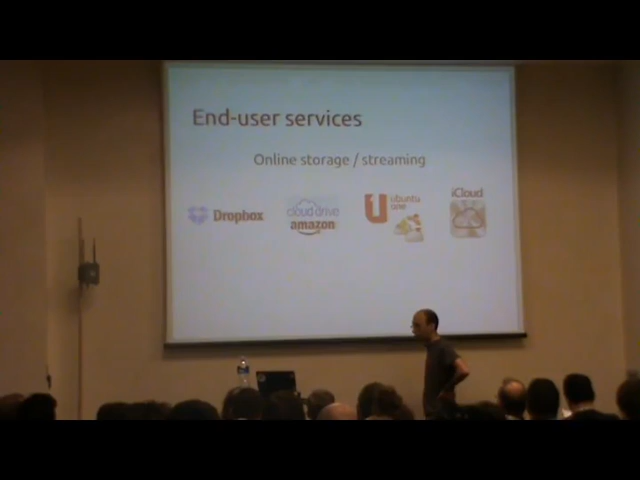 End-user services
Online storage / streaming
Dropbox
cloud drive
amazon
ubuntu
one
iCloud